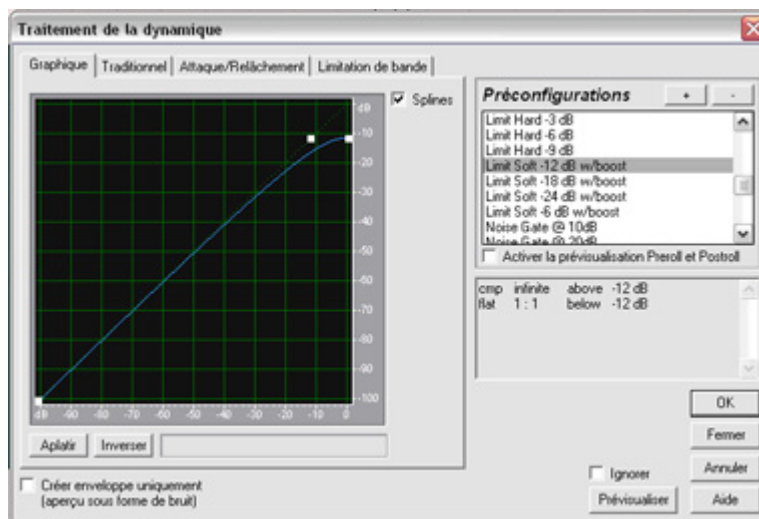 Traitement de la dynamique
Graphique Traditionnel Attaque/Relâchement Limitation de bande
Splines
dB
-10
-20
-30
-40
-50
-60
-70
-80
-90
-100
dB -90 -80 -70 -60 -50 -40 -30 -20 -10 0
Aplatir Inverser
Créer enveloppe uniquement
(aperçu sous forme de bruit)
Préconfigurations + -
Limit Hard -3 dB
Limit Hard -6 dB
Limit Hard -9 dB
Limit Soft -12 dB w/boost
Limit Soft -18 dB w/boost
Limit Soft -24 dB w/boost
Limit Soft -6 dB w/boost
Noise Gate @ 10dB
Noise Gate @ 20dB
Activer la prévisualisation Preroll et Postroll
cmp infinite above -12 dB
flat 1 : 1 below -12 dB
OK
Fermer
Ignorer Annuler
Prévisualiser Aide